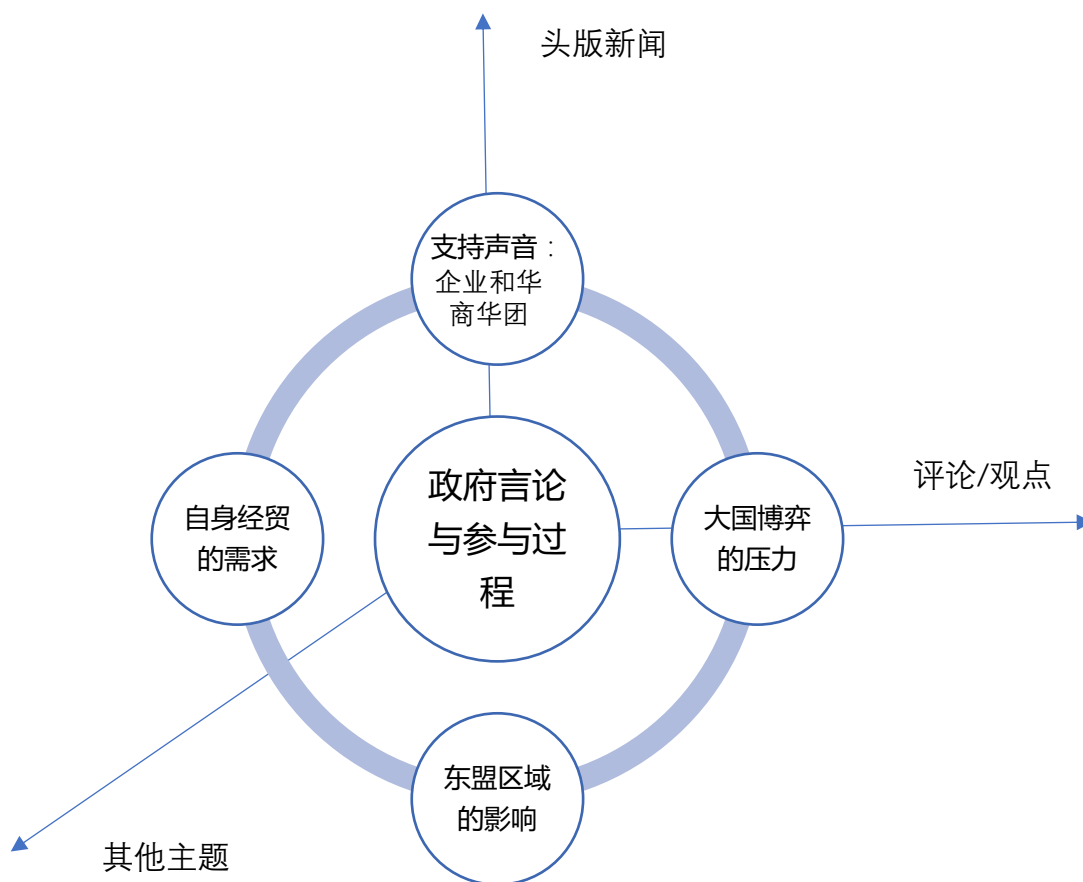 头版新闻
支持声音：
企业和华
商华团
政府言论
与参与过
程
评论/观点
自身经贸
的需求
大国博弈
的压力
东盟区域
的影响
其他主题